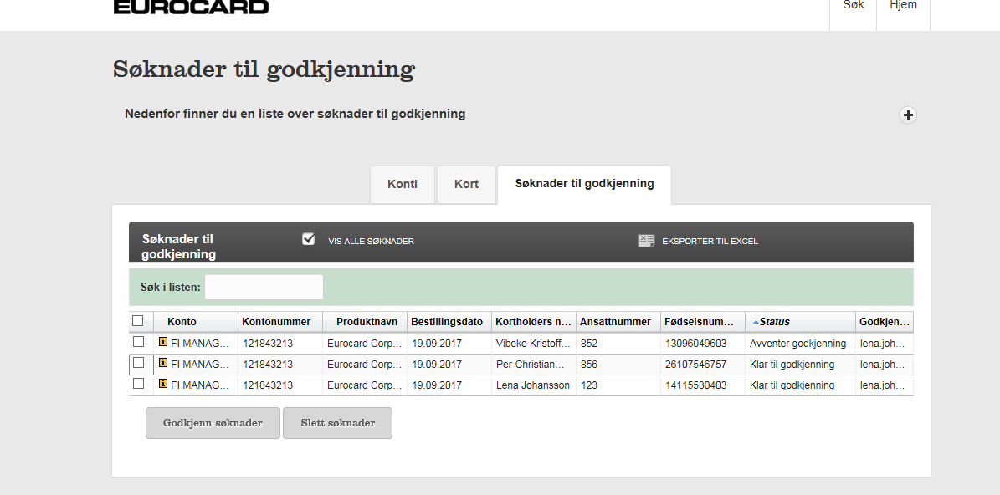 EUROCARD
Søk Hjem
Søknader til godkjenning
Nedenfor finner du en liste over søknader til godkjenning
Konti Kort Søknader til godkjenning
Søknader til godkjenning VIS ALLE SØKNADER EKSPORTER TIL EXCEL
Søk i listen:
Konto Kontonummer Produktnavn Bestillingsdato Kortholders n... Ansattnummer Fødselsnum... Status Godkjen...
FI MANAG... 121843213 Eurocard Corp... 19.09.2017 Vibeke Kristoff... 852 13096049603 Avventer godkjenning lena.joh...
FI MANAG... 121843213 Eurocard Corp... 19.09.2017 Per-Christian... 856 26107546757 Klar til godkjenning lena.joh...
FI MANAG... 121843213 Eurocard Corp... 19.09.2017 Lena Johansson 123 14115530403 Klar til godkjenning lena.joh...
Godkjenn søknader Slett søknader